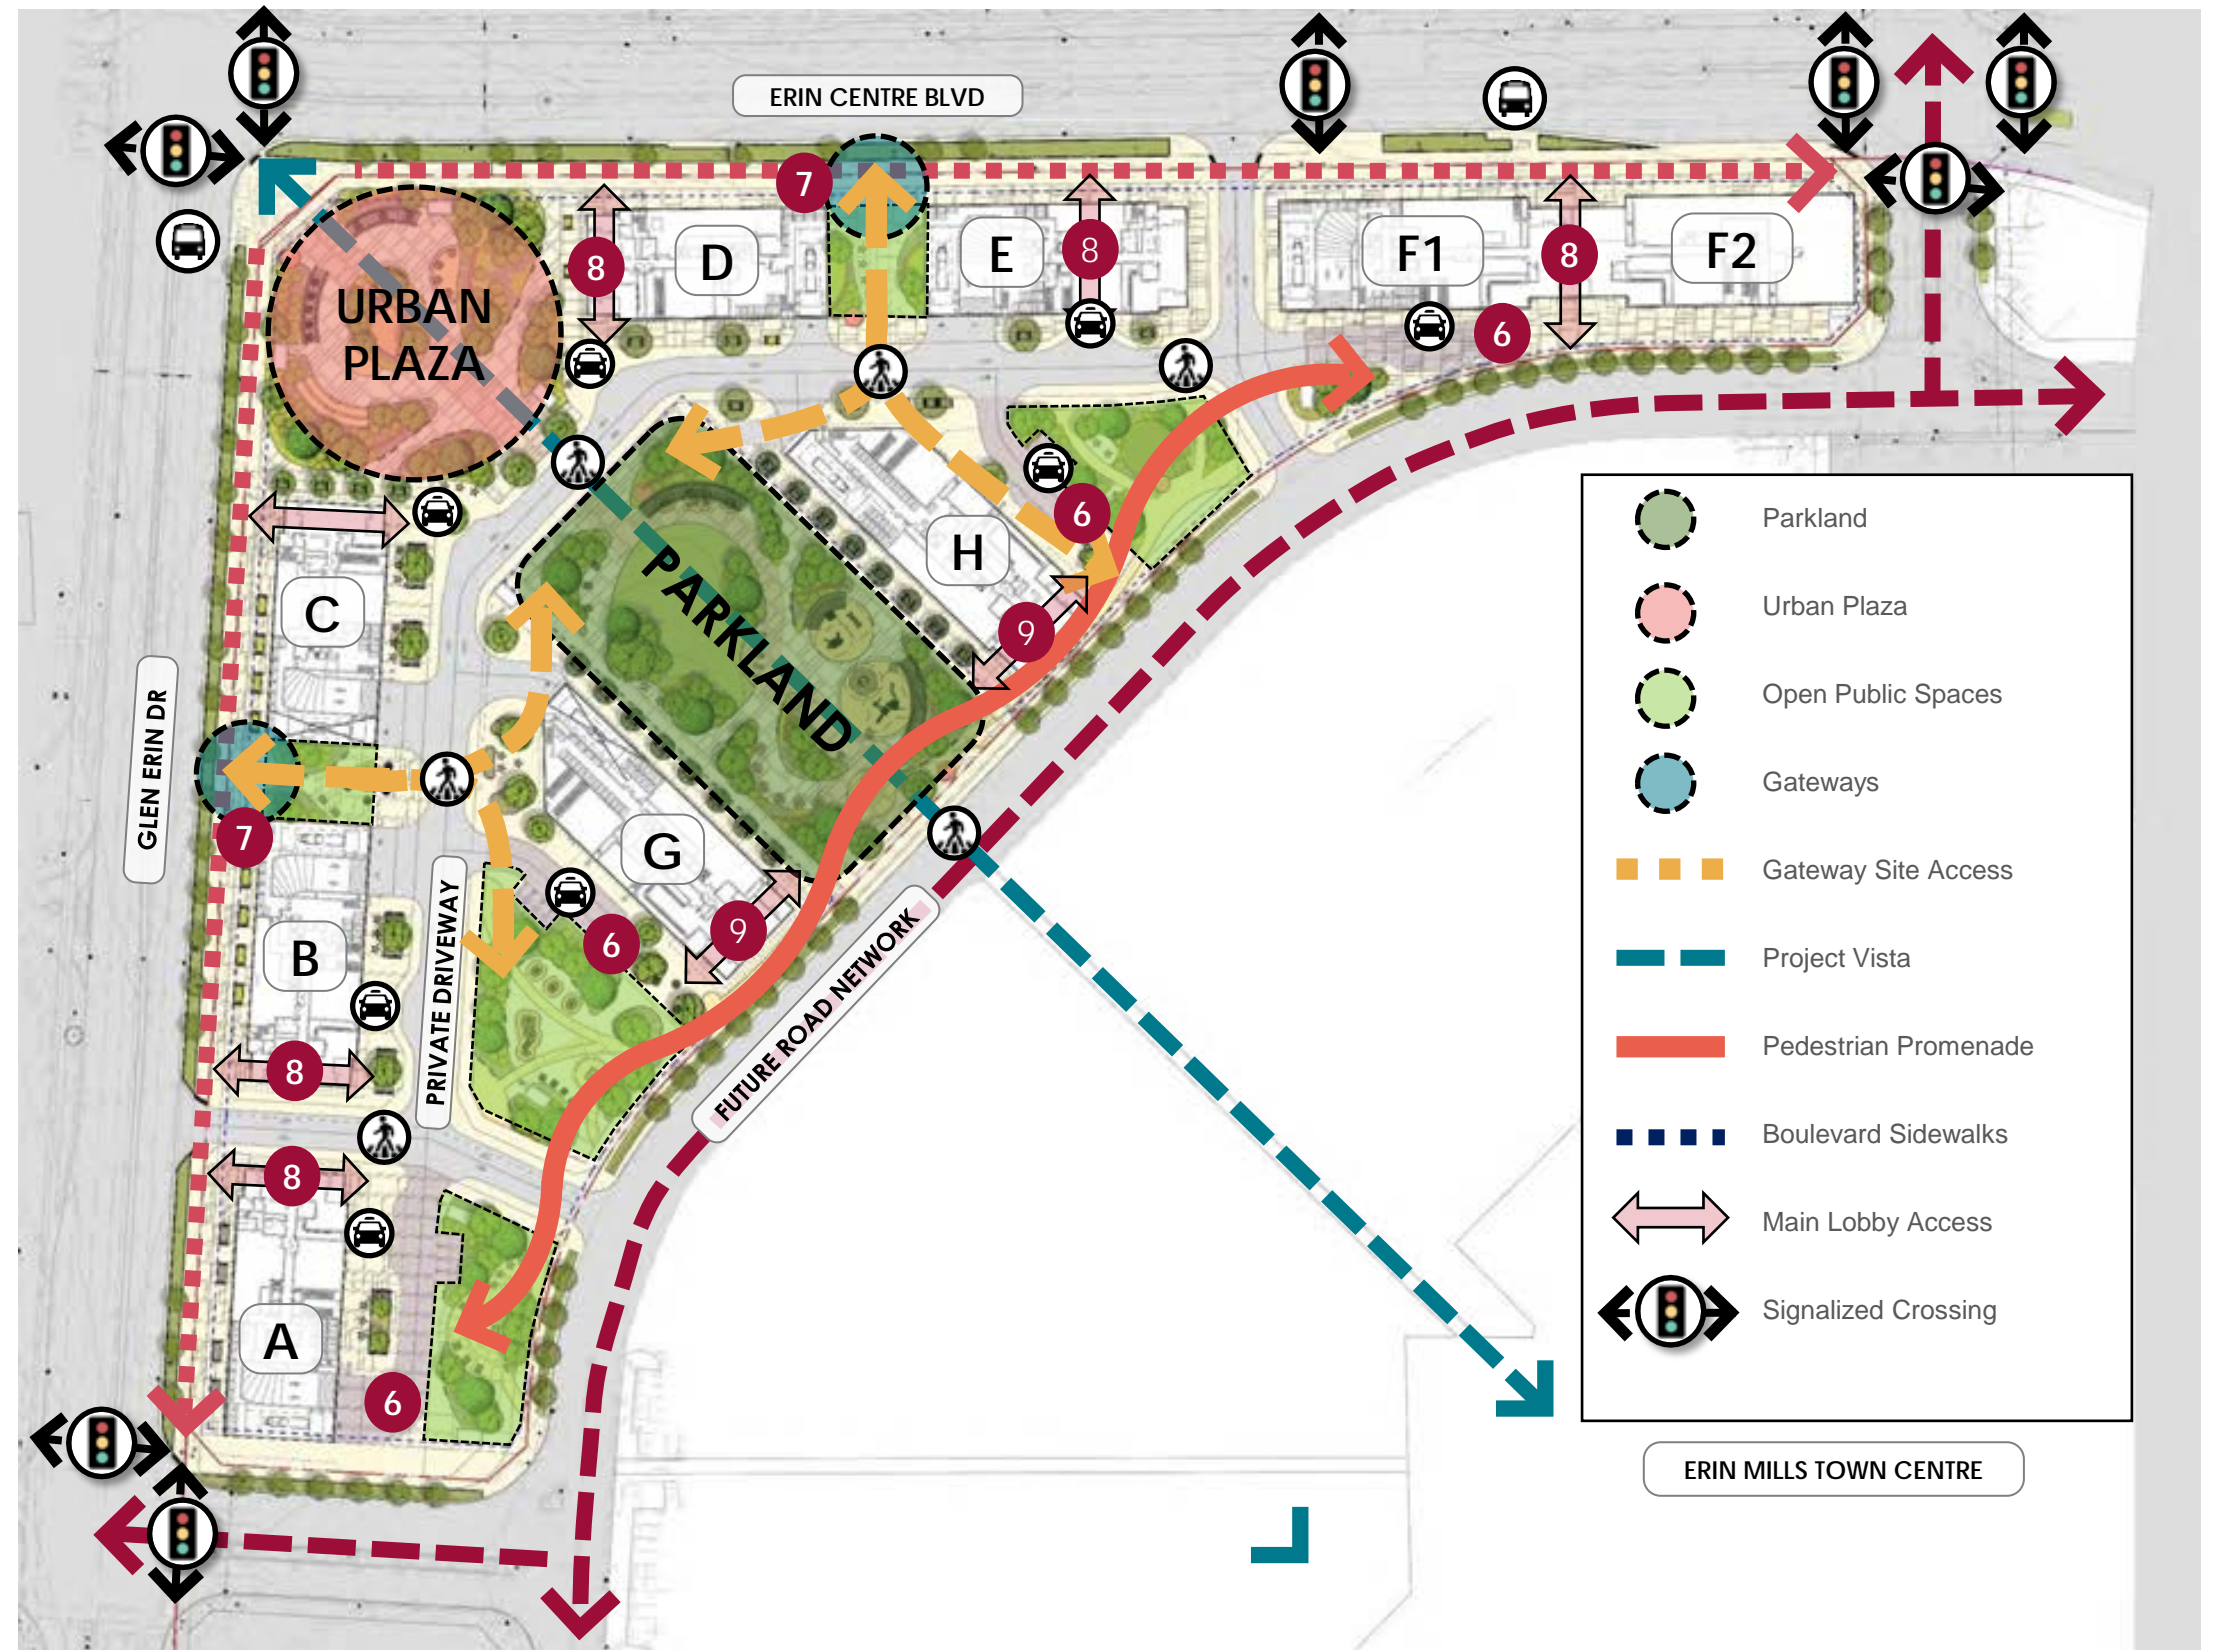 ERIN CENTRE BLVD
7
8
D
E
8
F1
8
F2
6
URBAN
PLAZA
6
H
C
PARKLAND
9
GLEN ERIN DR
7
G
B
PRIVATE DRIVEWAY
6
9
FUTURE ROAD NETWORK
8
8
A
6
Parkland
Urban Plaza
Open Public Spaces
Gateways
Gateway Site Access
Project Vista
Pedestrian Promenade
Boulevard Sidewalks
Main Lobby Access
Signalized Crossing
ERIN MILLS TOWN CENTRE